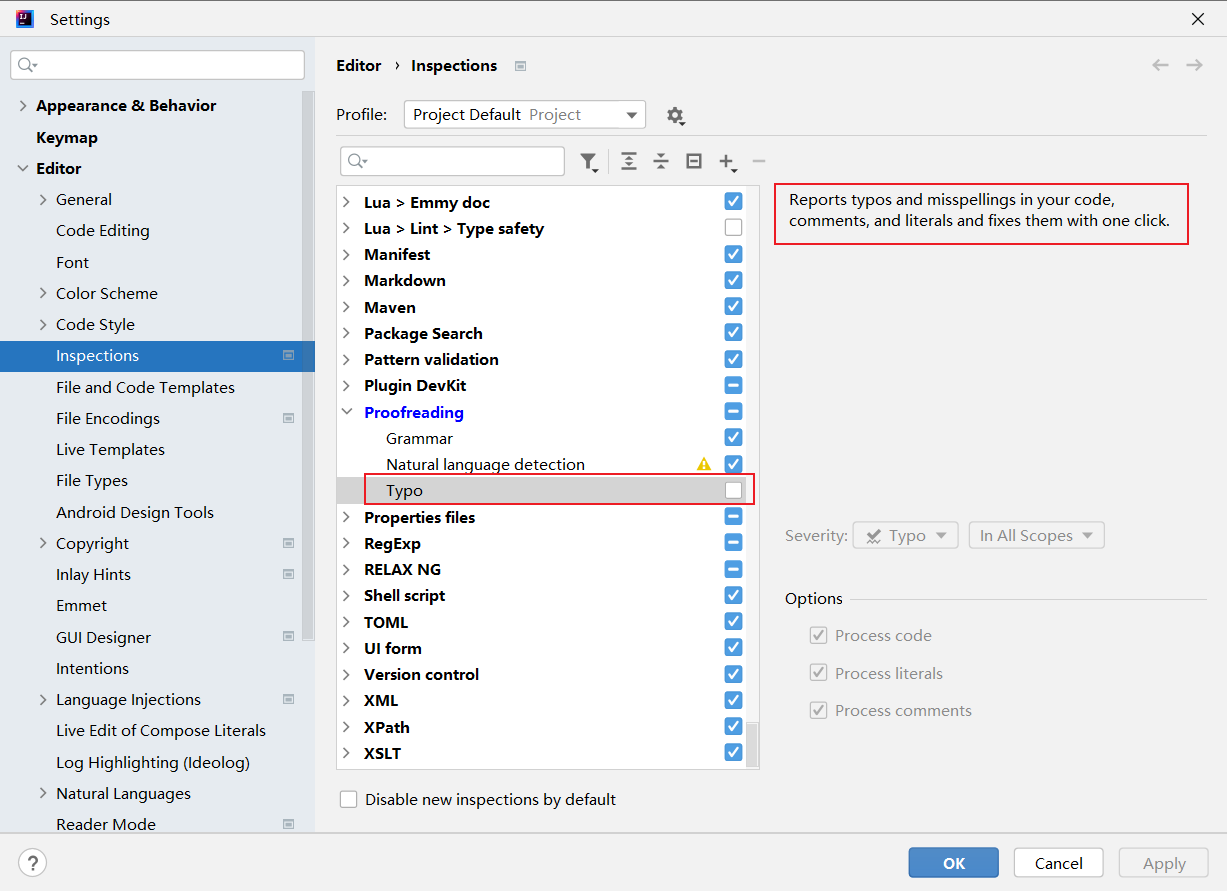 Settings
Appearance & Behavior
Keymap
Editor
General
Code Editing
Font
Color Scheme
Code Style
Inspections
File and Code Templates
File Encodings
Live Templates
File Types
Android Design Tools
Copyright
Inlay Hints
Emmet
GUI Designer
Intentions
Language Injections
Live Edit of Compose Literals
Log Highlighting (Ideolog)
Natural Languages
Reader Mode
Editor › Inspections
Profile: Project Default Project
Lua > Emmy doc
Lua > Lint > Type safety
Manifest
Markdown
Maven
Package Search
Pattern validation
Plugin DevKit
Proofreading
Grammar
Natural language detection
Typo
Properties files
RegExp
RELAX NG
Shell script
TOML
UI form
Version control
XML
XPath
XSLT
Disable new inspections by default
Reports typos and misspellings in your code,
comments, and literals and fixes them with one click.
Severity: Typo In All Scopes
Options
Process code
Process literals
Process comments
?
OK Cancel Apply